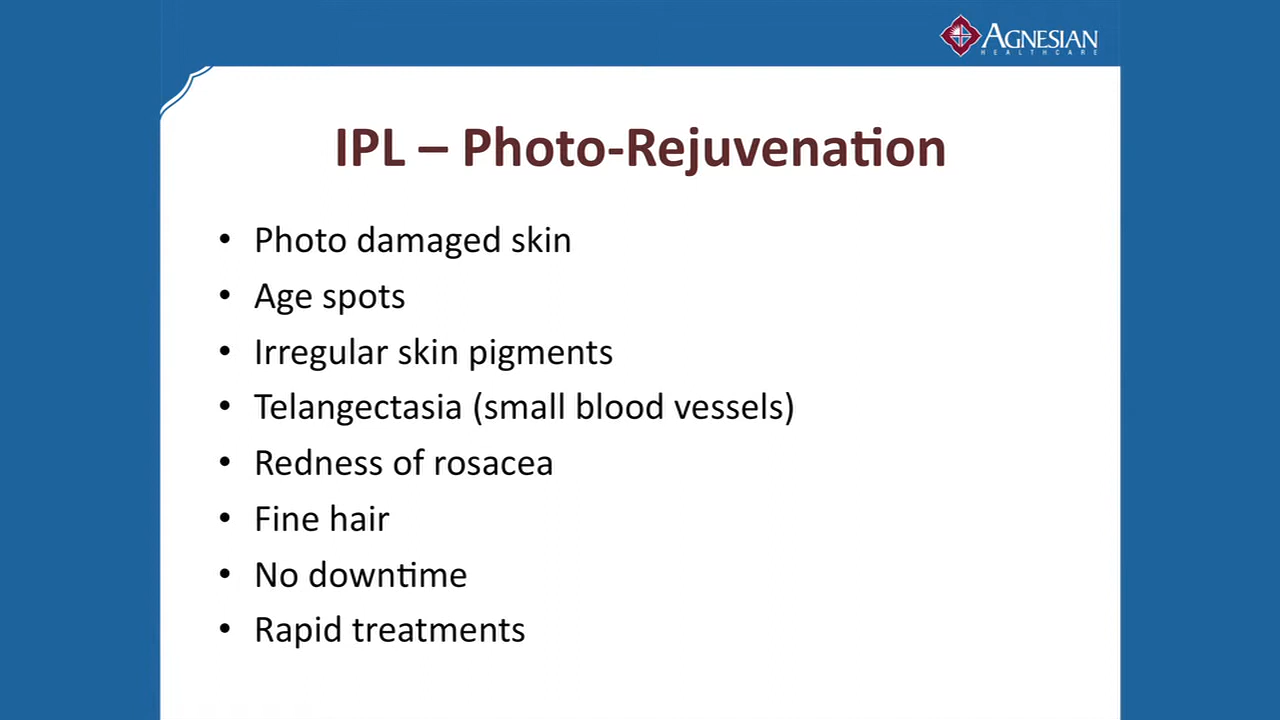 AGNESIAN
HEALTHCARE
IPL – Photo-Rejuvenation
• Photo damaged skin
• Age spots
• Irregular skin pigments
• Telangectasia (small blood vessels)
• Redness of rosacea
• Fine hair
• No downtime
• Rapid treatments